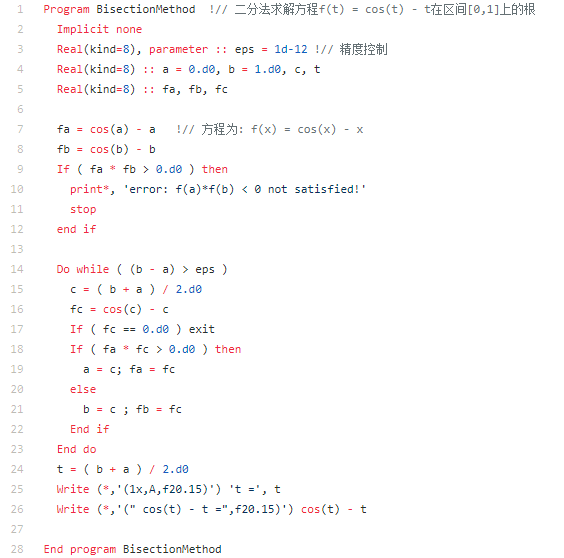 1 Program BisectionMethod !// 二分法求解方程f(t) = cos(t) - t在区间[0,1]上的根
2 Implicit none
3 Real(kind=8), parameter :: eps = 1d-12 !// 精度控制
4 Real(kind=8) :: a = 0.d0, b = 1.d0, c, t
5 Real(kind=8) :: fa, fb, fc
6
7 fa = cos(a) - a !// 方程为: f(x) = cos(x) - x
8 fb = cos(b) - b
9 If ( fa * fb > 0.d0 ) then
10 print*, 'error: f(a)*f(b) < 0 not satisfied!'
11 stop
12 end if
13
14 Do while ( (b - a) > eps )
15 c = ( b + a ) / 2.d0
16 fc = cos(c) - c
17 If ( fc == 0.d0 ) exit
18 If ( fa * fc > 0.d0 ) then
19 a = c; fa = fc
20 else
21 b = c ; fb = fc
22 End if
23 End do
24 t = ( b + a ) / 2.d0
25 Write (*,'(1x,A,f20.15)') 't =', t
26 Write (*,'(" cos(t) - t =",f20.15)') cos(t) - t
27
28 End program BisectionMethod